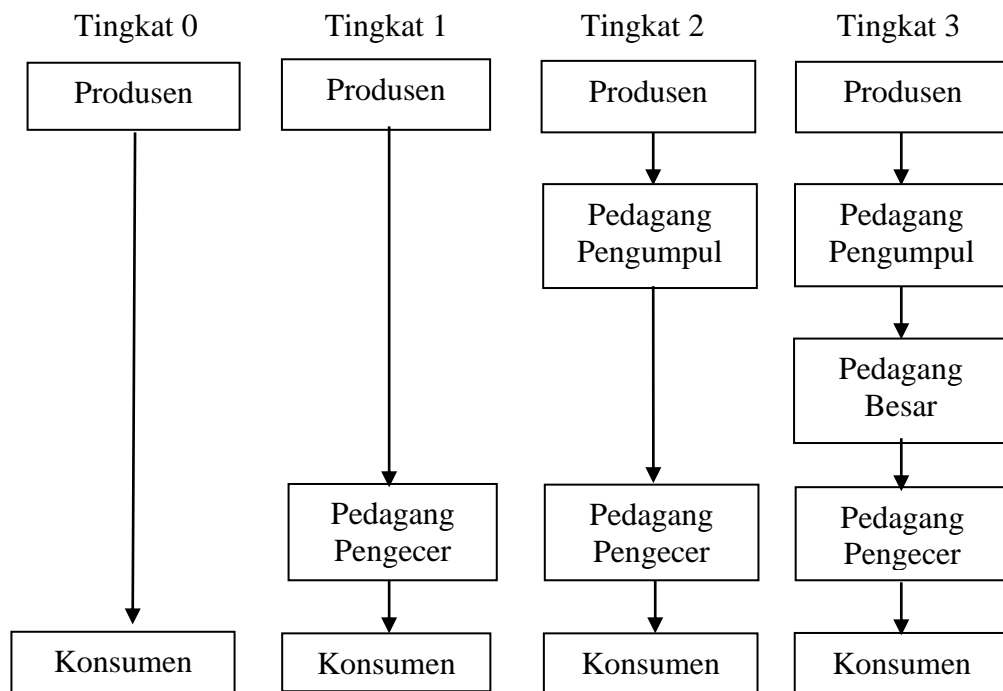 Tingkat 0
Tingkat 1
Tingkat 2
Tingkat 3
Produsen
Produsen
Produsen
Produsen
Pedagang
Pengumpul
Pedagang
Pengumpul
Pedagang
Besar
Pedagang
Pengecer
Pedagang
Pengecer
Pedagang
Pengecer
Konsumen
Konsumen
Konsumen
Konsumen